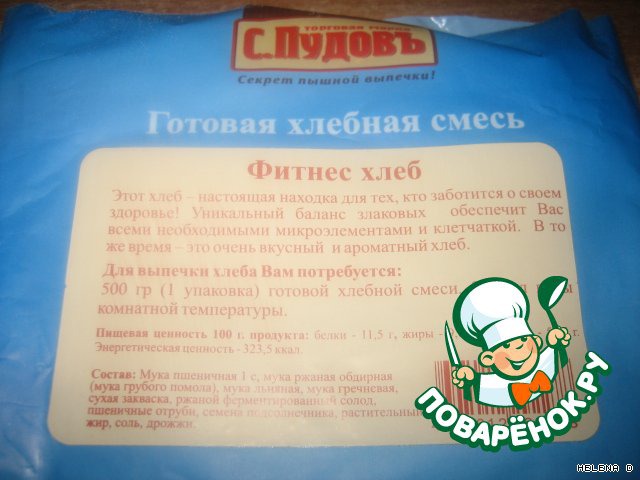 ТОРГОВАЯ МАРКА
С.ПУДОВЪ
Секрет пышной выпечки!
Готовая хлебная смесь
Фитнес хлеб
Этот хлеб – настоящая находка для тех, кто заботится о своем
здоровье! Уникальный баланс злаковых обеспечит Вас
всеми необходимыми микроэлементами и клетчаткой. В то
же время – это очень вкусный и ароматный хлеб.
Для выпечки хлеба Вам потребуется:
500 гр (1 упаковка) готовой хлебной смеси
комнатной температуры.
Пищевая ценность 100 г. продукта: белки - 11,5 г, жиры -
Энергетическая ценность - 323,5 ккал.
Состав: Мука пшеничная 1 с, мука ржаная обдирная
(мука грубого помола), мука льняная, мука гречневая,
сухая закваска, ржаной ферментированный солод,
пшеничные отруби, семена подсолнечника, растительный
жир, соль, дрожжи.
ПОВАРЁНОК.РУ
HELENA D